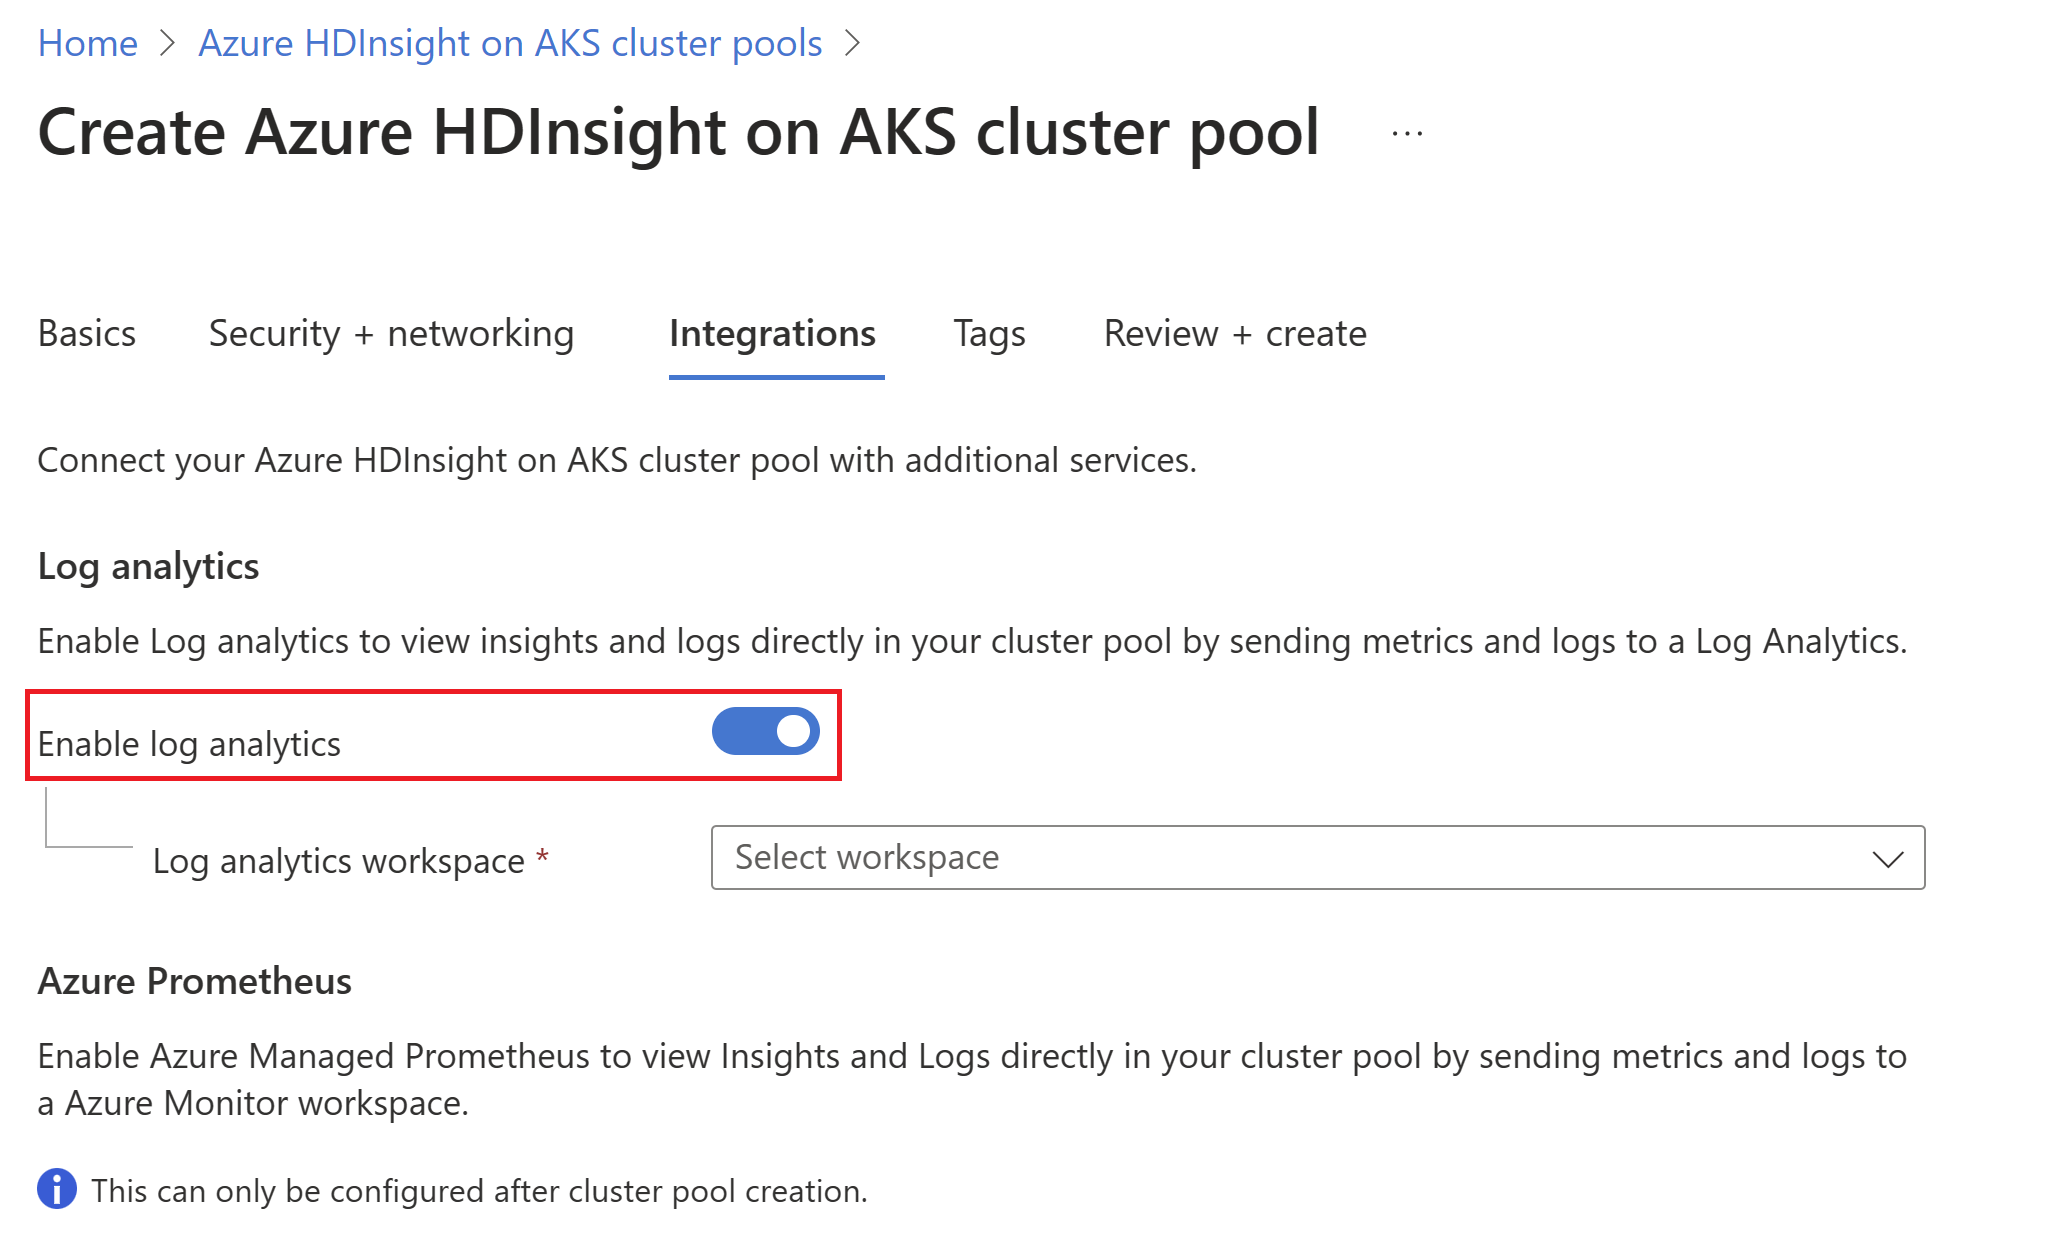 Home > Azure HDInsight on AKS cluster pools >
Create Azure HDInsight on AKS cluster pool ...
Basics Security + networking Integrations Tags Review + create
Connect your Azure HDInsight on AKS cluster pool with additional services.
Log analytics
Enable Log analytics to view insights and logs directly in your cluster pool by sending metrics and logs to a Log Analytics.
Enable log analytics
Log analytics workspace * Select workspace
Azure Prometheus
Enable Azure Managed Prometheus to view Insights and Logs directly in your cluster pool by sending metrics and logs to
a Azure Monitor workspace.
This can only be configured after cluster pool creation.